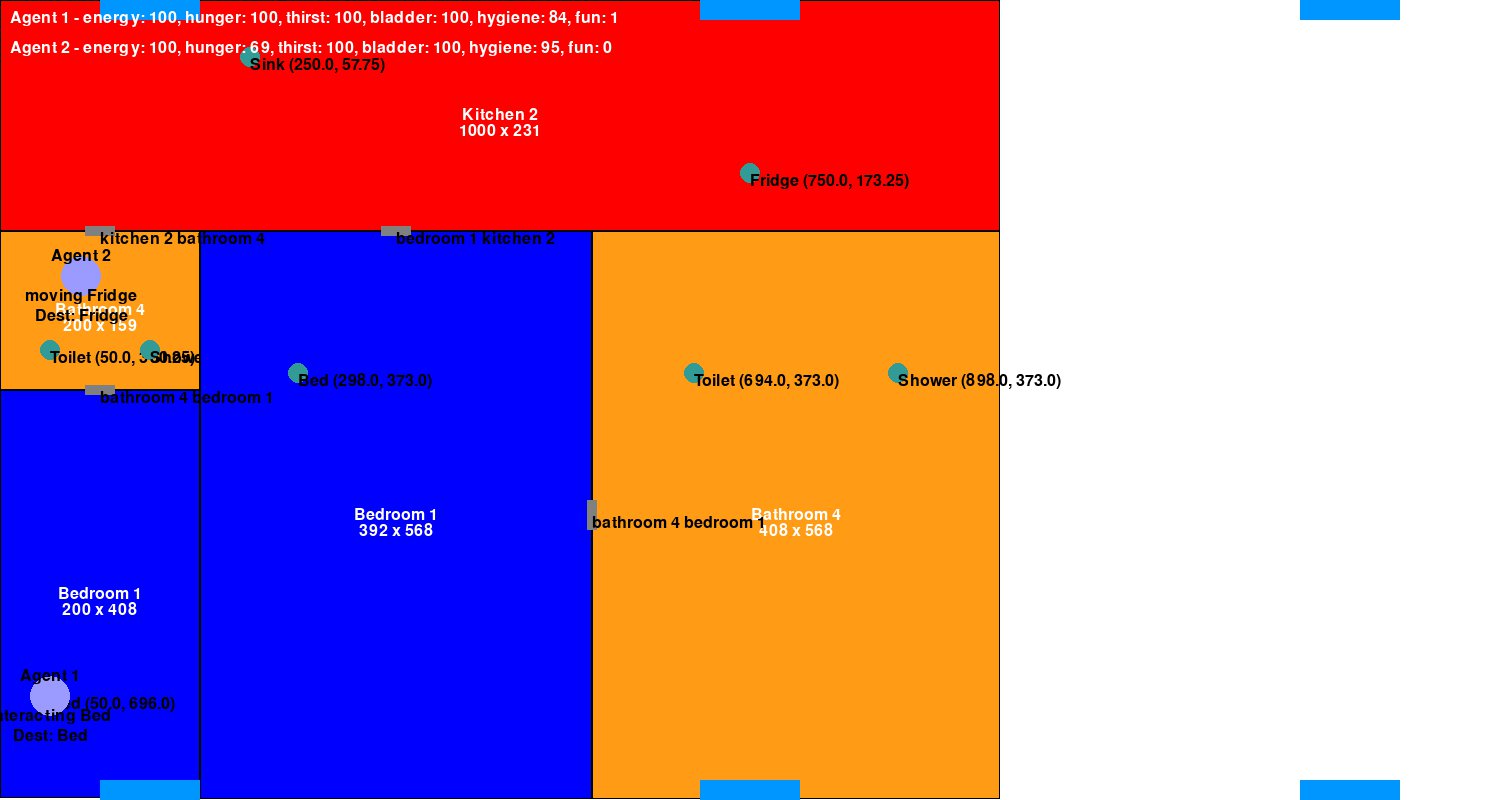 Agent 1 - energy: 100, hunger: 100, thirst: 100, bladder: 100, hygiene: 84, fun: 1
Agent 2 - energy: 100, hunger: 69, thirst: 100, bladder: 100, hygiene: 95, fun: 0
Sink (250.0, 57.75)
Kitchen 2
1000 x 231
Fridge (750.0, 173.25)
kitchen 2 bathroom 4
bedroom 1 kitchen 2
Agent 2
moving Fridge
Bathroom 4
Dest: Fridge
200 x 159
Toilet (50.0,
Bed (298.0, 373.0)
Toilet (694.0, 373.0)
Shower (898.0, 373.0)
bathroom 4 bedroom 1
Bedroom 1
392 x 568
Bathroom 4
408 x 568
bathroom 4 bedroom 1
Bedroom 1
200 x 408
Agent 1
(50.0, 696.0)
Bed
Dest: Bed